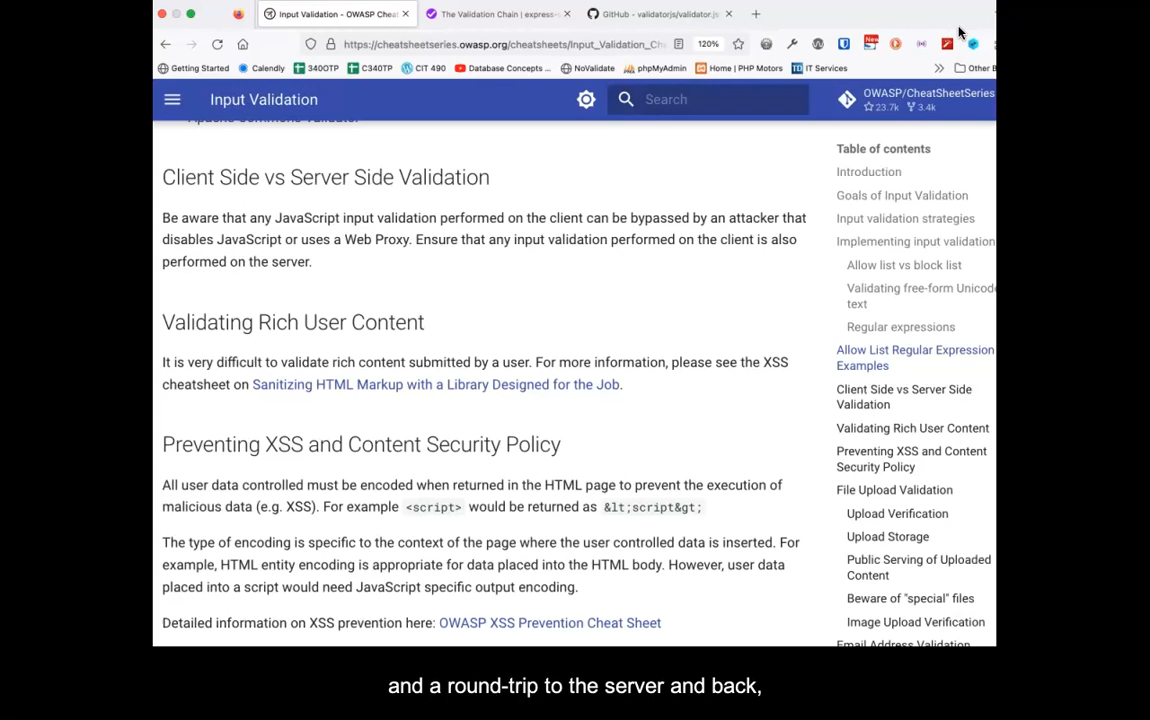 Input Validation - OWASP Cheat
The Validation Chain | express-
GitHub - validatorjs/validator.js
https://cheatsheetseries.owasp.org/cheatsheets/Input_Validation_Ch
120%
New
Getting Started
Calendly
340OTP
C340TP
CIT 490
Database Concepts ...
NoValidate
phpMyAdmin
Home | PHP Motors
IT Services
Other B
Input Validation
Search
OWASP/CheatSheetSeries
23.7k 3.4k
Apache Commons Validator
Client Side vs Server Side Validation
Be aware that any JavaScript input validation performed on the client can be bypassed by an attacker that
disables JavaScript or uses a Web Proxy. Ensure that any input validation performed on the client is also
performed on the server.
Validating Rich User Content
It is very difficult to validate rich content submitted by a user. For more information, please see the XSS
cheatsheet on Sanitizing HTML Markup with a Library Designed for the Job.
Preventing XSS and Content Security Policy
All user data controlled must be encoded when returned in the HTML page to prevent the execution of
malicious data (e.g. XSS). For example <script> would be returned as &lt;script&gt;
The type of encoding is specific to the context of the page where the user controlled data is inserted. For
example, HTML entity encoding is appropriate for data placed into the HTML body. However, user data
placed into a script would need JavaScript specific output encoding.
Detailed information on XSS prevention here: OWASP XSS Prevention Cheat Sheet
Table of contents
Introduction
Goals of Input Validation
Input validation strategies
Implementing input validation
Allow list vs block list
Validating free-form Unicode
text
Regular expressions
Allow List Regular Expression
Examples
Client Side vs Server Side
Validation
Validating Rich User Content
Preventing XSS and Content
Security Policy
File Upload Validation
Upload Verification
Upload Storage
Public Serving of Uploaded
Content
Beware of "special" files
Image Upload Verification
Email Address Validation
and a round-trip to the server and back,